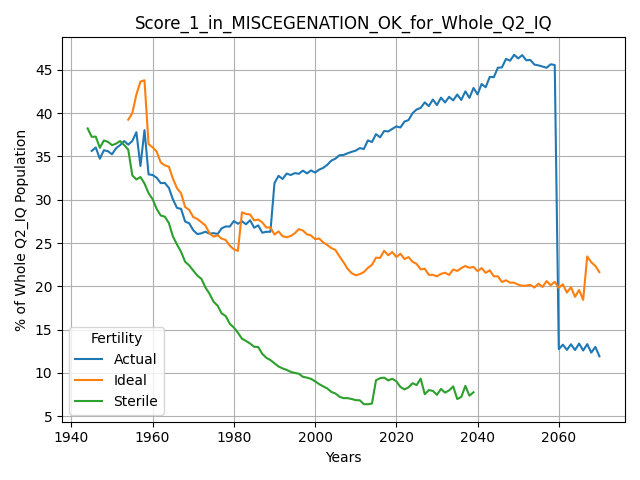 Score_1_in_MISCEGENATION_OK_for_Whole_Q2_IQ
% of Whole Q2_IQ Population
45
40
35
30
25
20
15
10
5
Fertility
Actual
Ideal
Sterile
1940 1960 1980 2000 2020 2040 2060
Years